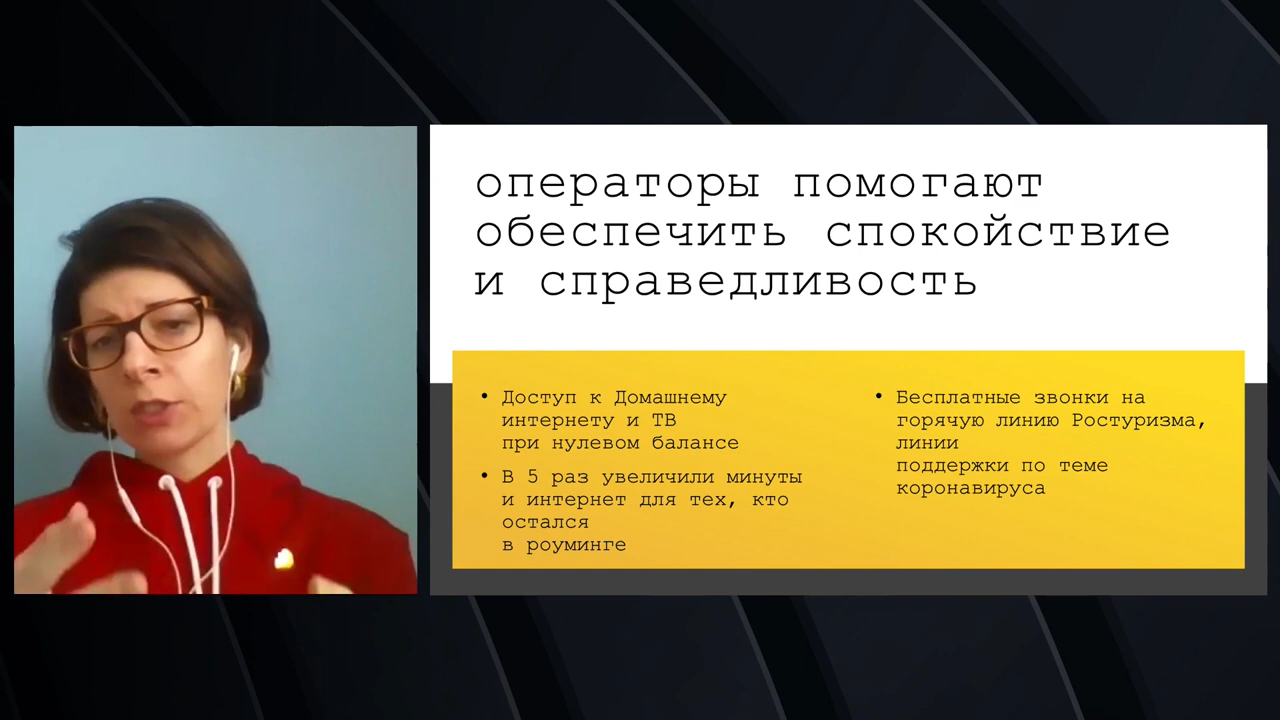 операторы помогают
обеспечить спокойствие
и справедливость
• Доступ к Домашнему
интернету и ТВ
при нулевом балансе
• В 5 раз увеличили минуты
и интернет для тех, кто
остался
в роуминге
• Бесплатные звонки на
горячую линию Ростуризма,
линии
поддержки по теме
коронавируса